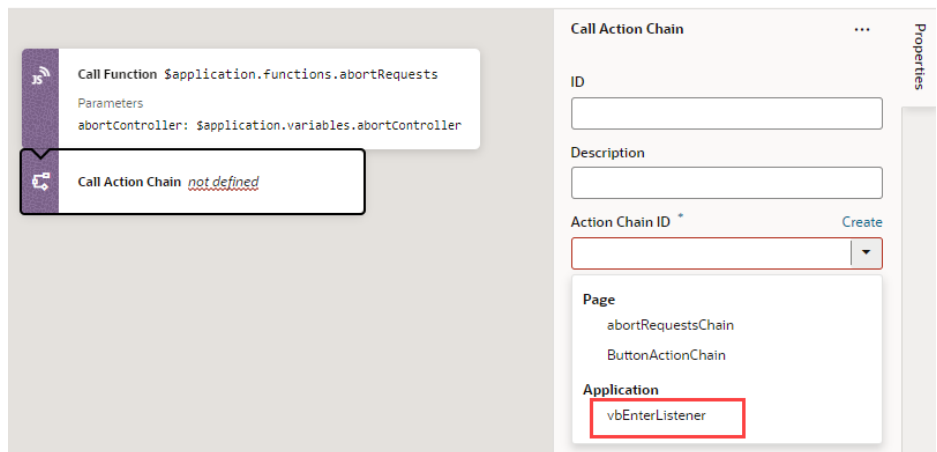 Call Function $application.functions.abortRequests
Parameters
abortController: $application.variables.abortController
Call Action Chain not defined
Call Action Chain
...
Properties
ID
Description
Action Chain ID *
Create
Page
abortRequestsChain
ButtonActionChain
Application
vbEnterListener
JS